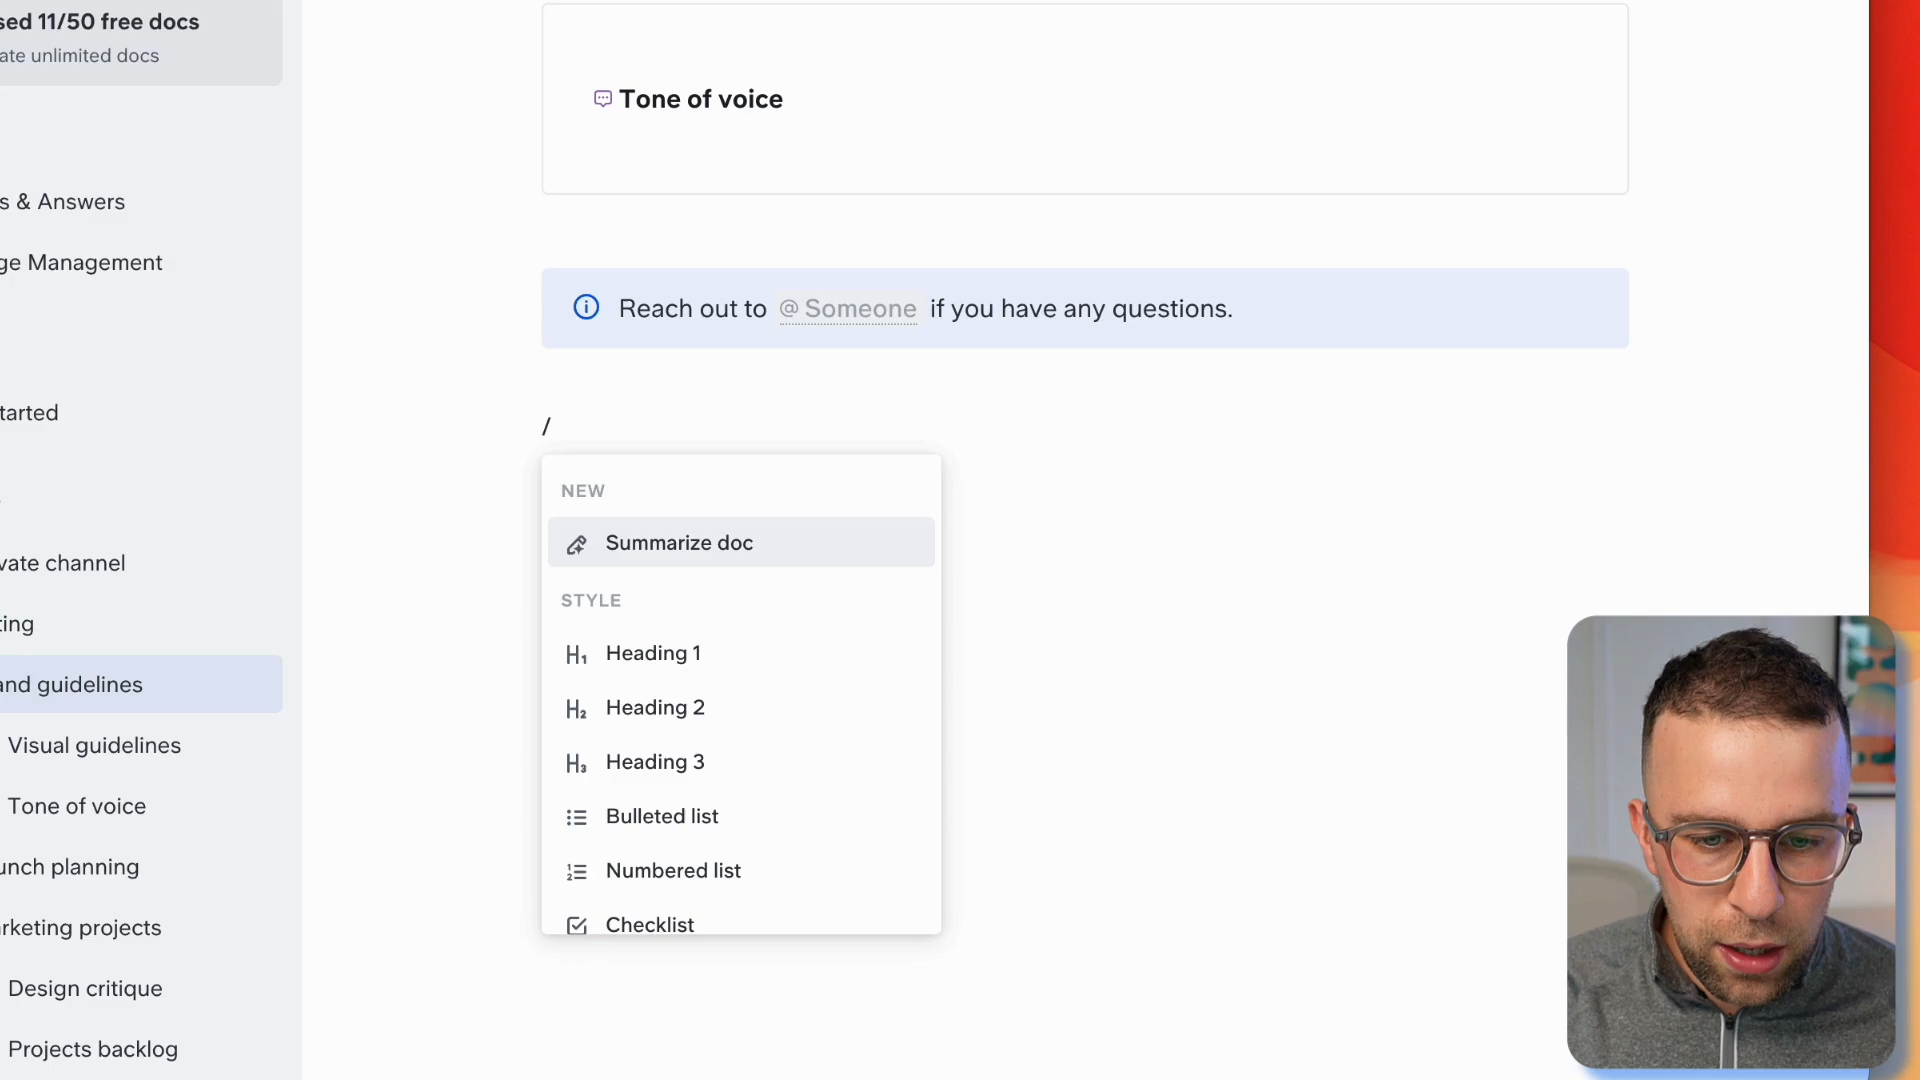 sed 11/50 free docs
ate unlimited docs
s & Answers
ge Management
tarted
vate channel
ting
and guidelines
Visual guidelines
Tone of voice
unch planning
rketing projects
Design critique
Projects backlog
Tone of voice
Reach out to @ Someone if you have any questions.
/
NEW
Summarize doc
STYLE
H1 Heading 1
H2 Heading 2
H3 Heading 3
Bulleted list
Numbered list
Checklist